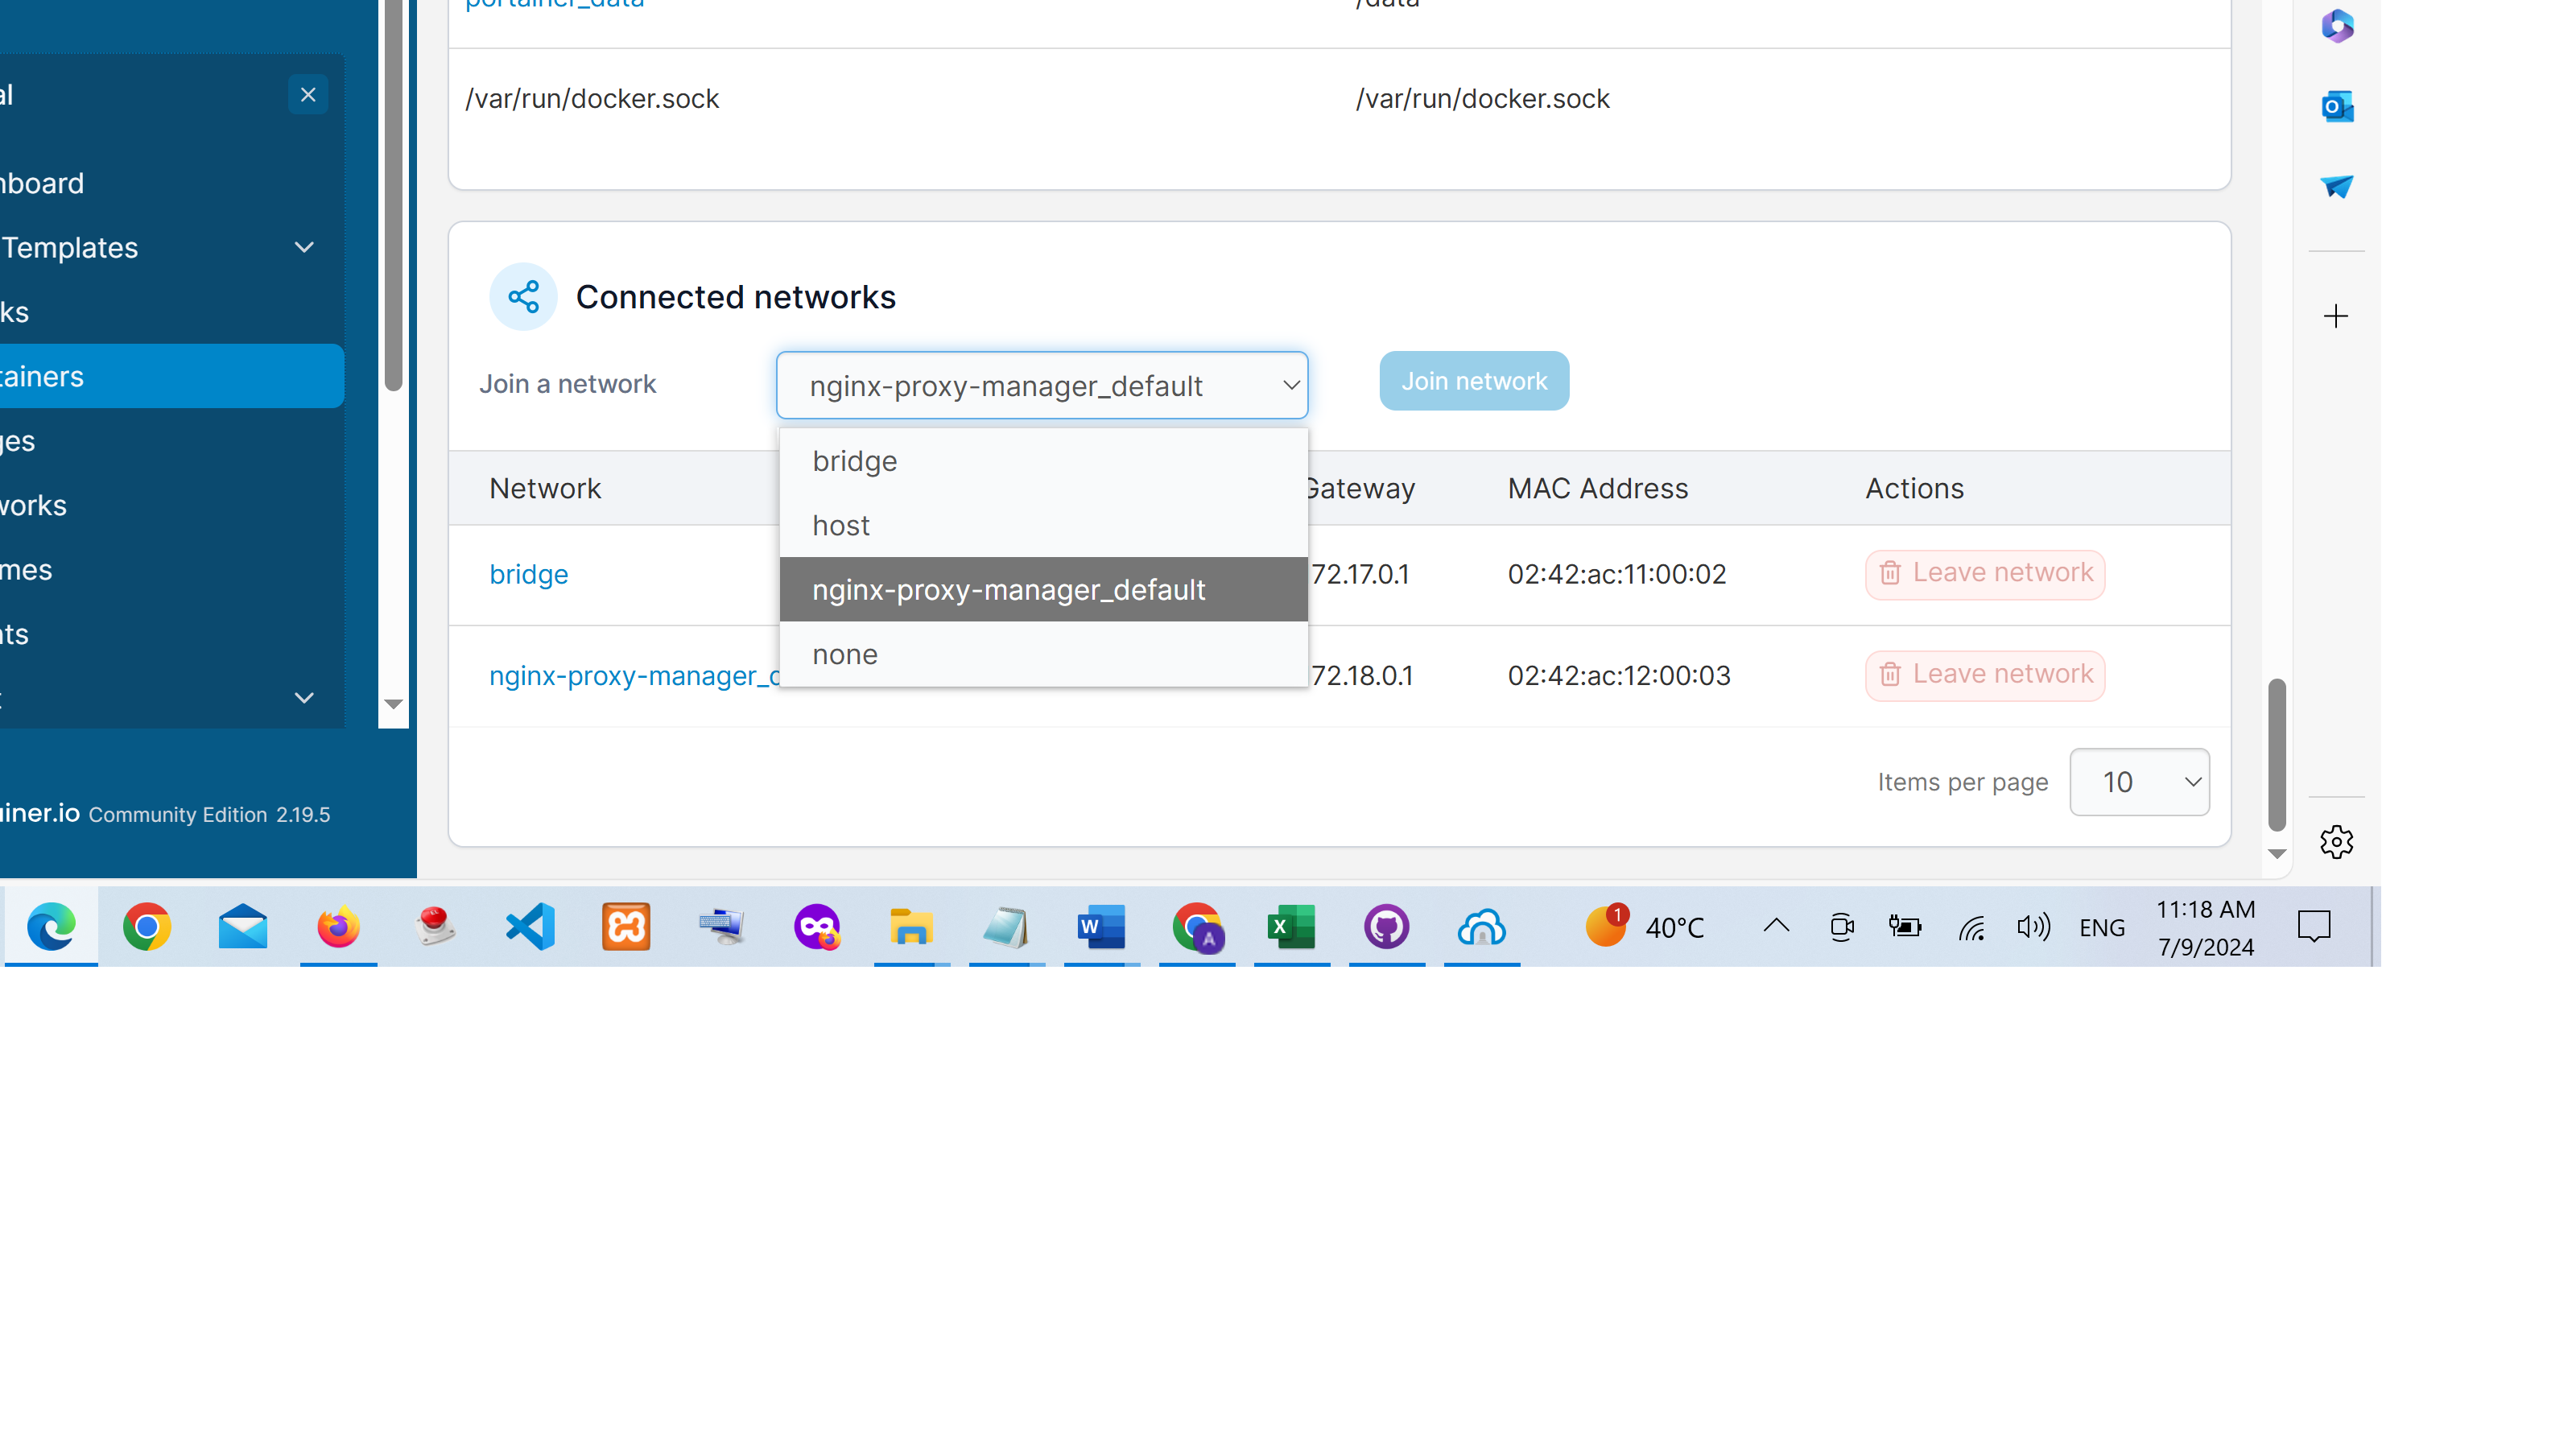 portainer_data /data
/var/run/docker.sock /var/run/docker.sock
al
nboard
Templates
ks
tainers
ges
works
mes
nts
Connected networks
Join a network nginx-proxy-manager_default Join network
bridge
host
nginx-proxy-manager_default
none
Network Gateway MAC Address Actions
bridge 72.17.0.1 02:42:ac:11:00:02 Leave network
nginx-proxy-manager_ 72.18.0.1 02:42:ac:12:00:03 Leave network
Items per page 10
ainer.io Community Edition 2.19.5
1 40°C ENG 11:18 AM
7/9/2024